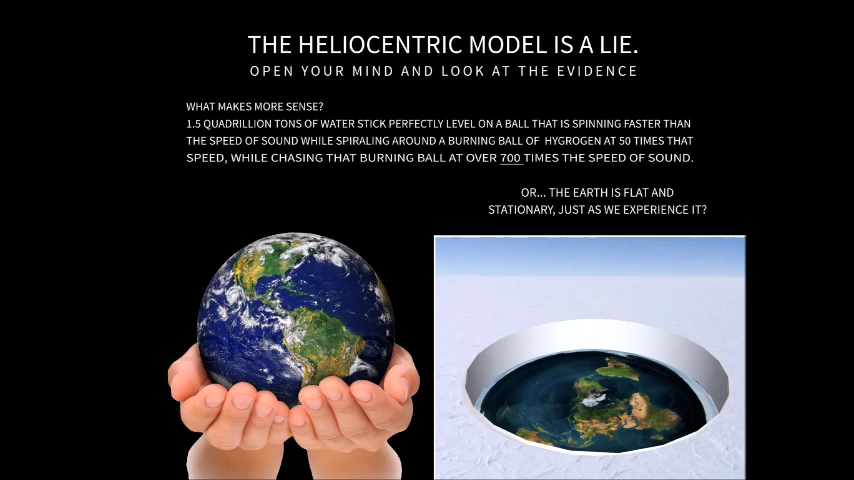 THE HELIOCENTRIC MODEL IS A LIE.
OPEN YOUR MIND AND LOOK AT THE EVIDENCE
WHAT MAKES MORE SENSE?
1.5 QUADRILLION TONS OF WATER STICK PERFECTLY LEVEL ON A BALL THAT IS SPINNING FASTER THAN
THE SPEED OF SOUND WHILE SPIRALING AROUND A BURNING BALL OF HYGROGEN AT 50 TIMES THAT
SPEED, WHILE CHASING THAT BURNING BALL AT OVER 700 TIMES THE SPEED OF SOUND.
OR... THE EARTH IS FLAT AND
STATIONARY, JUST AS WE EXPERIENCE IT?